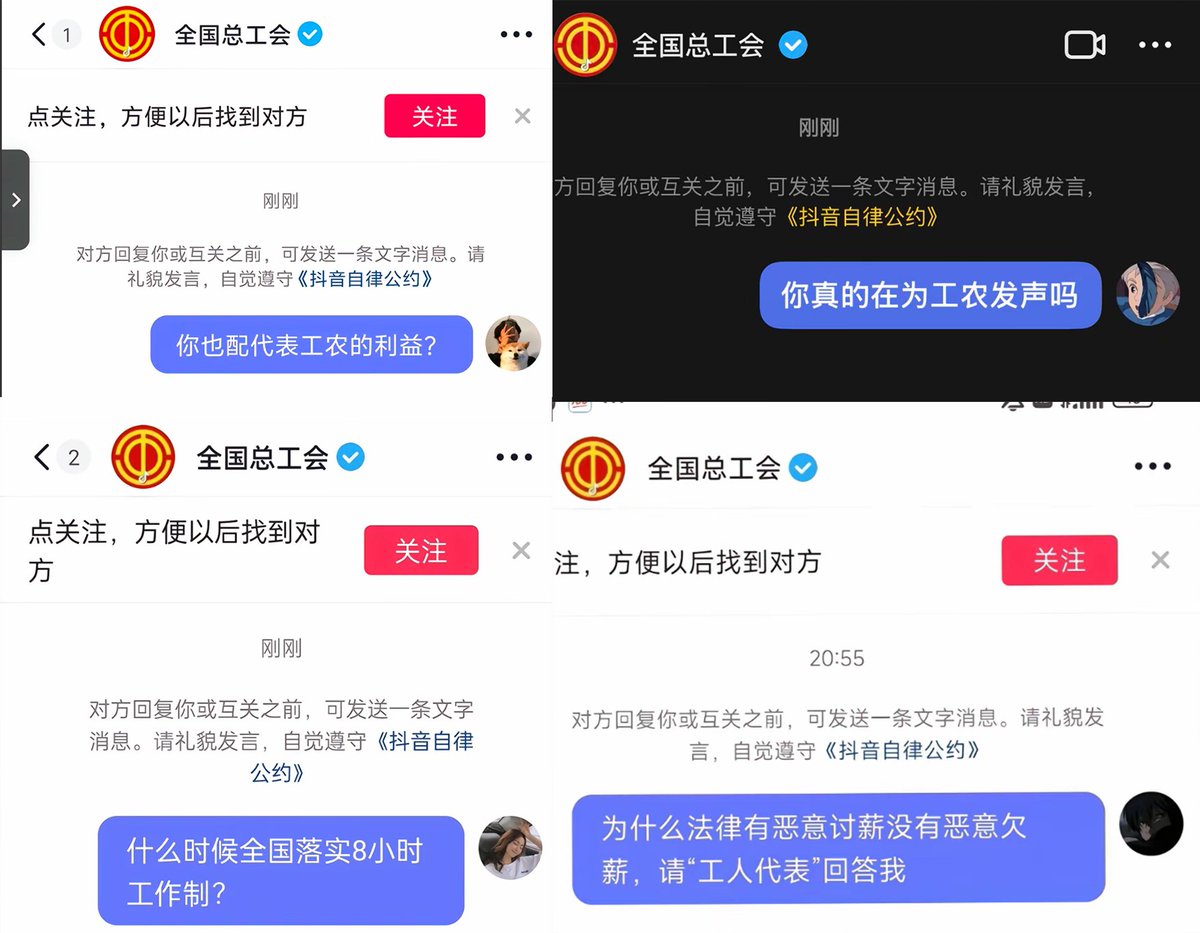 1
全国总工会
点关注，方便以后找到对方
关注
刚刚
对方回复你或互关之前，可发送一条文字消息。请
礼貌发言，自觉遵守《抖音自律公约》
你也配代表工农的利益？
全国总工会
刚刚
方回复你或互关之前，可发送一条文字消息。请礼貌发言，
自觉遵守《抖音自律公约》
你真的在为工农发声吗
2
全国总工会
点关注，方便以后找到对
方
关注
刚刚
对方回复你或互关之前，可发送一条文字
消息。请礼貌发言，自觉遵守《抖音自律
公约》
什么时候全国落实8小时
工作制？
全国总工会
注，方便以后找到对方
关注
20:55
对方回复你或互关之前，可发送一条文字消息。请礼貌发
言，自觉遵守《抖音自律公约》
为什么法律有恶意讨薪没有恶意欠
薪，请“工人代表”回答我